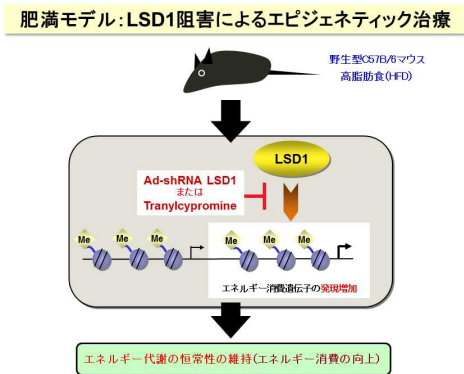 肥満モデル:LSD1阻害によるエピジェネティック治療
野生型C57B/6マウス
高脂肪食(HFD)
LSD1
Ad-shRNA LSD1
または
Tranylcypromine
Me Me Me Me Me Me
エネルギー消費遺伝子の発現増加
エネルギー代謝の恒常性の維持(エネルギー消費の向上)